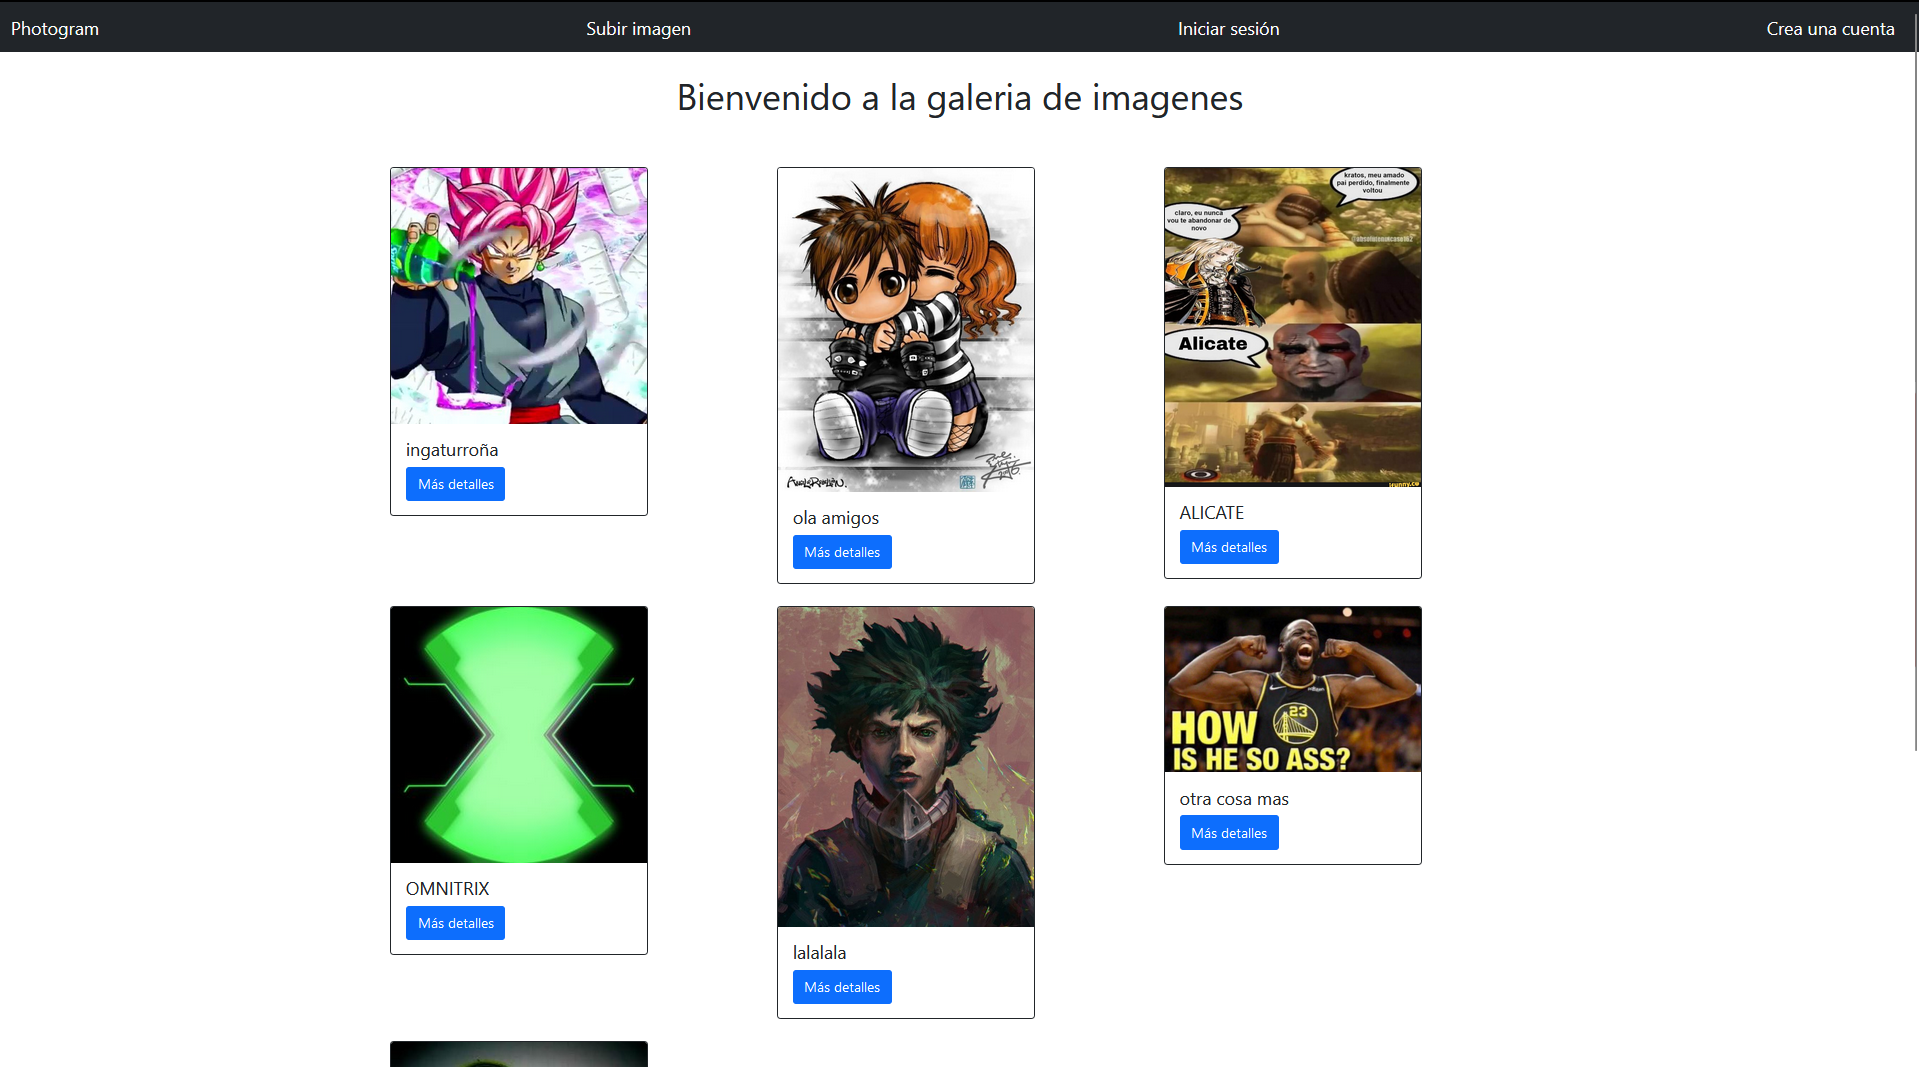 Photogram
Subir imagen
Iniciar sesión
Crea una cuenta
Bienvenido a la galeria de imagenes
ingaturroña
Más detalles
ola amigos
Más detalles
kratos, meu amado
pai perdido, finalmente
voltou
claro, eu nunca
vou te abandonar de
novo
Alicate
ALICATE
Más detalles
OMNITRIX
Más detalles
lalalala
Más detalles
23
HOW
IS HE SO ASS?
otra cosa mas
Más detalles